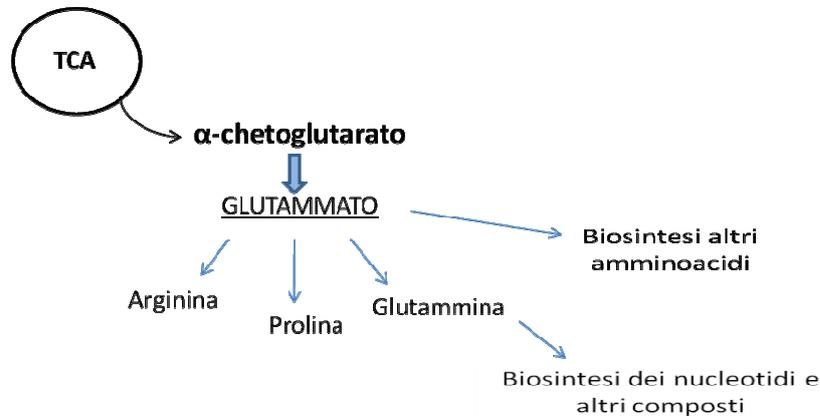 TCA
α-chetoglutarato
GLUTAMMATO
Biosintesi altri
amminoacidi
Arginina
Prolina
Glutammina
Biosintesi dei nucleotidi e
altri composti